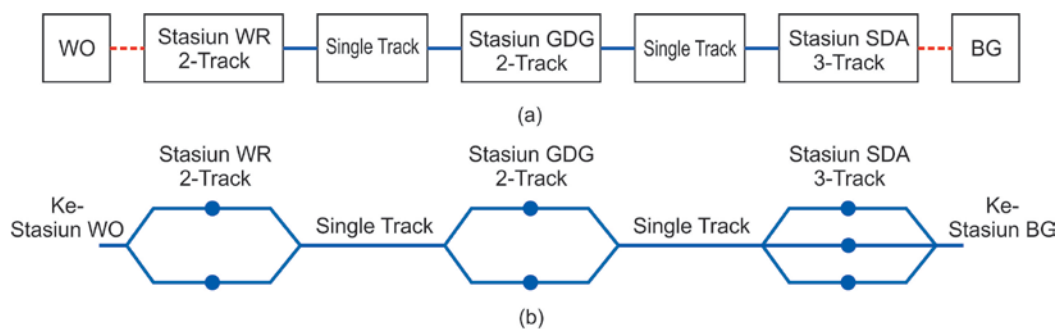 WO
Stasiun WR
2-Track
Single Track
Stasiun GDG
2-Track
Single Track
Stasiun SDA
3-Track
BG
(a)
Stasiun WR
2-Track
Stasiun GDG
2-Track
Stasiun SDA
3-Track
Ke-
Stasiun WO
Single Track
Single Track
Ke-
Stasiun BG
(b)